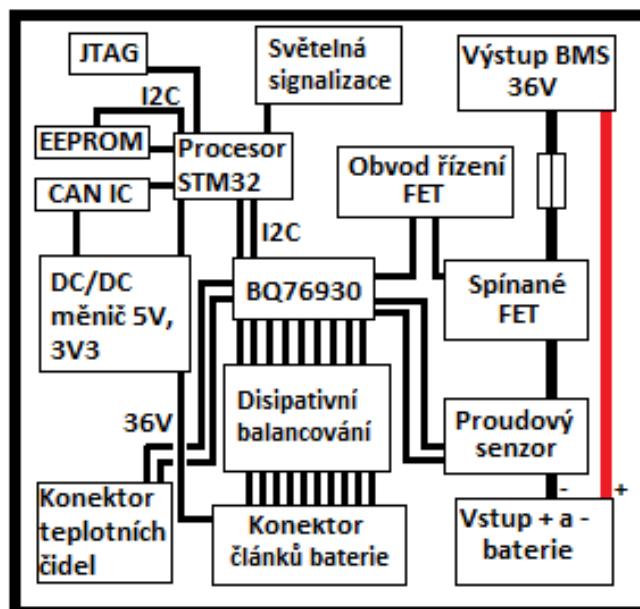 JTAG
Světelná
signalizace
Výstup BMS
36V
I2C
EEPROM
Procesor
STM32
CAN IC
Obvod řízení
FET
I2C
DC/DC
měnič 5V,
3V3
BQ76930
Spínané
FET
Disipativní
balancování
36V
Proudový
senzor
- +
Konektor
teplotních
čidel
Konektor
článků baterie
Vstup + a -
baterie